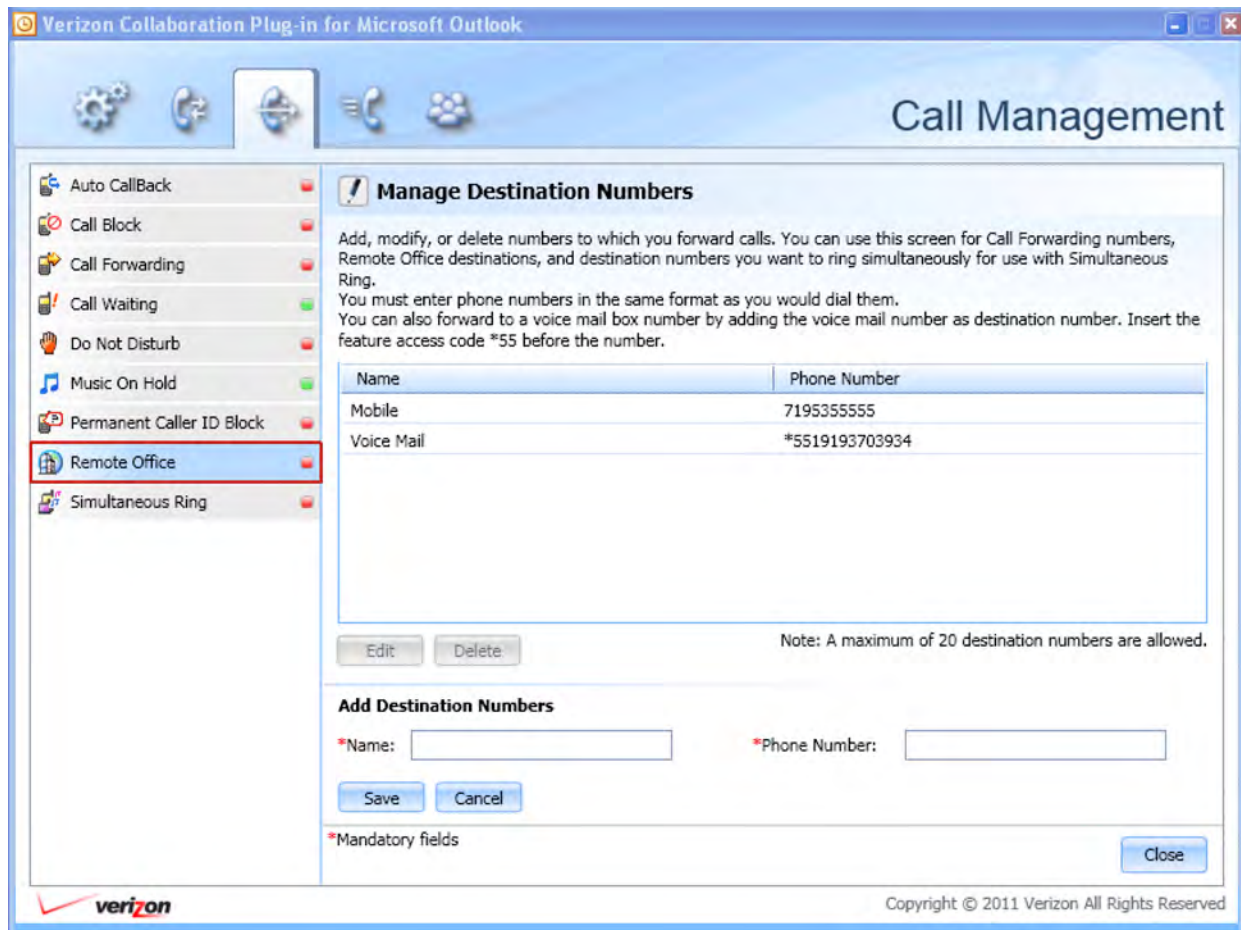 Verizon Collaboration Plug-in for Microsoft Outlook
Call Management
Auto CallBack
Call Block
Call Forwarding
Call Waiting
Do Not Disturb
Music On Hold
Permanent Caller ID Block
Remote Office
Simultaneous Ring
Manage Destination Numbers
Add, modify, or delete numbers to which you forward calls. You can use this screen for Call Forwarding numbers,
Remote Office destinations, and destination numbers you want to ring simultaneously for use with Simultaneous
Ring.
You must enter phone numbers in the same format as you would dial them.
You can also forward to a voice mail box number by adding the voice mail number as destination number. Insert the
feature access code *55 before the number.
Name Phone Number
Mobile 7195355555
Voice Mail *5519193703934
Edit Delete Note: A maximum of 20 destination numbers are allowed.
Add Destination Numbers
*Name: *Phone Number:
Save Cancel
*Mandatory fields
Close
verizon Copyright © 2011 Verizon All Rights Reserved